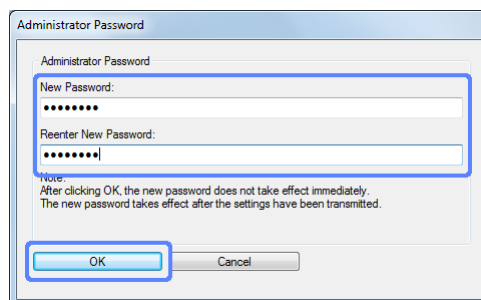 Administrator Password
Administrator Password
New Password:
●●●●●●●●
Reenter New Password:
●●●●●●●●
Note:
After clicking OK, the new password does not take effect immediately.
The new password takes effect after the settings have been transmitted.
OK Cancel